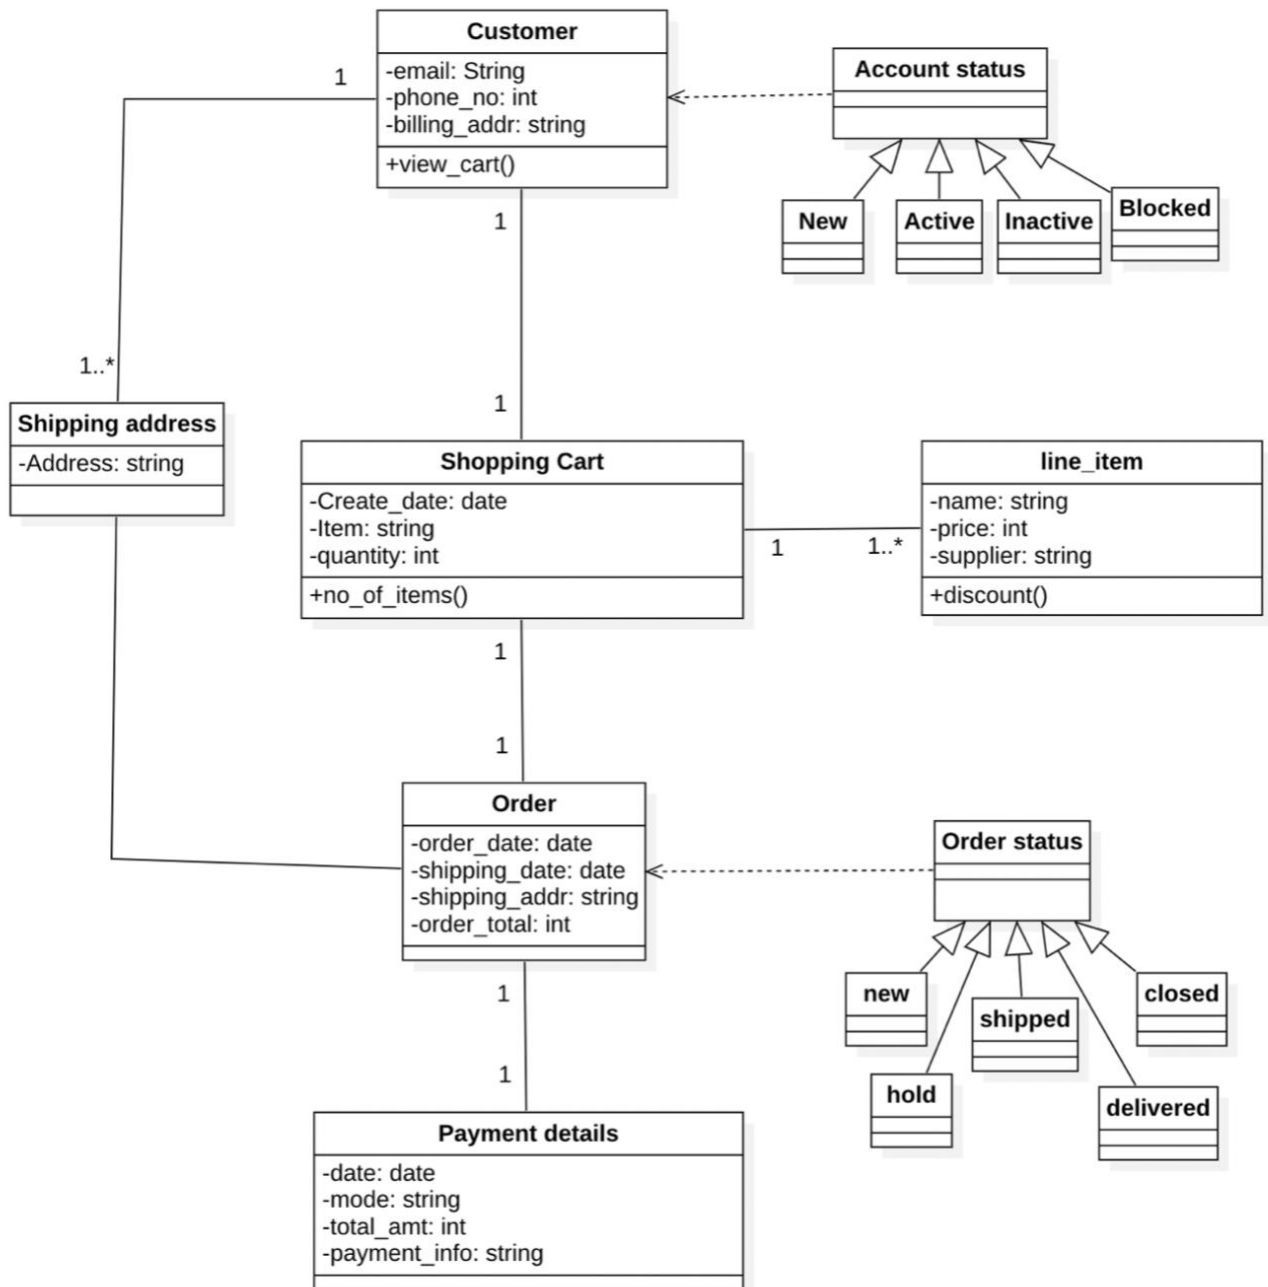 Customer
-email: String
-phone_no: int
-billing_addr: string
+view_cart()
1
Account status
New
Active
Inactive
Blocked
1
1..*
Shipping address
-Address: string
1
Shopping Cart
-Create_date: date
-Item: string
-quantity: int
+no_of_items()
1
1..*
line_item
-name: string
-price: int
-supplier: string
+discount()
1
1
Order
-order_date: date
-shipping_date: date
-shipping_addr: string
-order_total: int
Order status
new
shipped
closed
hold
delivered
1
1
Payment details
-date: date
-mode: string
-total_amt: int
-payment_info: string